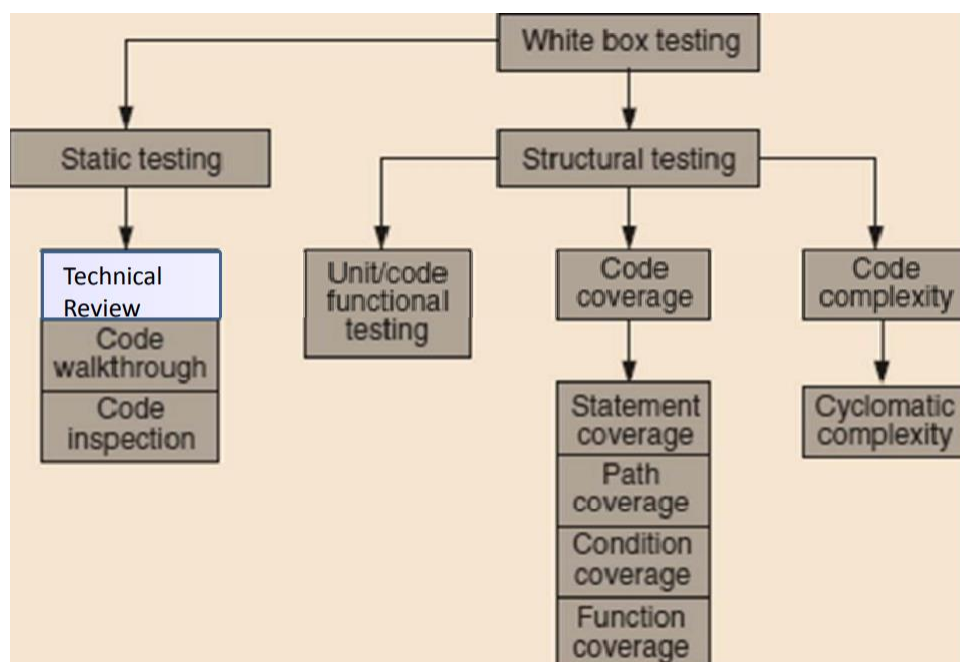 White box testing
Static testing
Structural testing
Technical
Review
Code
walkthrough
Code
inspection
Unit/code
functional
testing
Code
coverage
Statement
coverage
Path
coverage
Condition
coverage
Function
coverage
Code
complexity
Cyclomatic
complexity